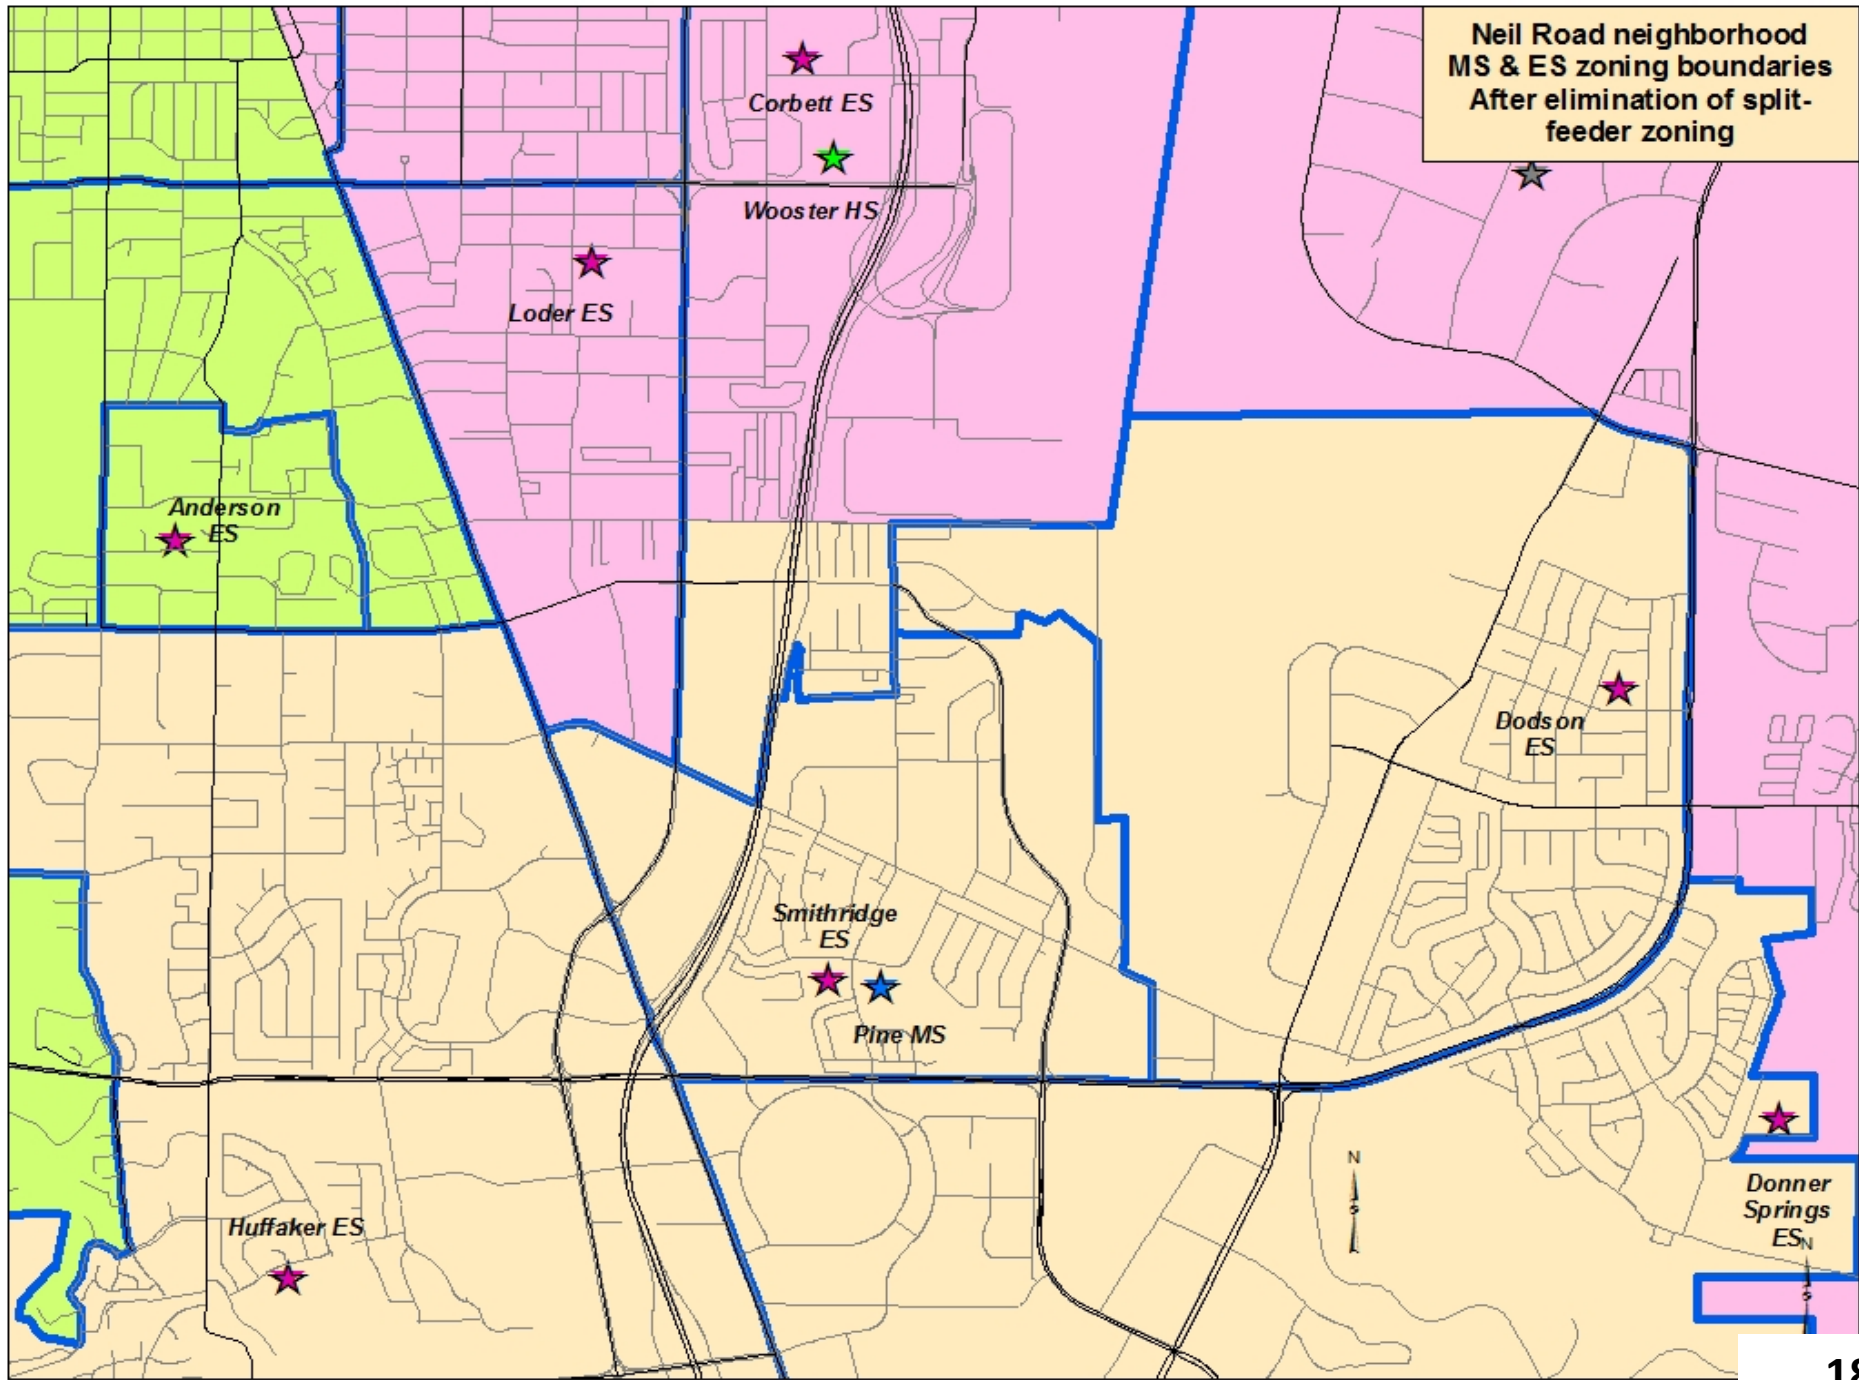 Neil Road neighborhood
MS & ES zoning boundaries
After elimination of split-
feeder zoning
Corbett ES
Wooster HS
Loder ES
Anderson
ES
Dodson
ES
Smithridge
ES
Pine MS
Huffaker ES
N
S
Donner
Springs
ES
N
S
18